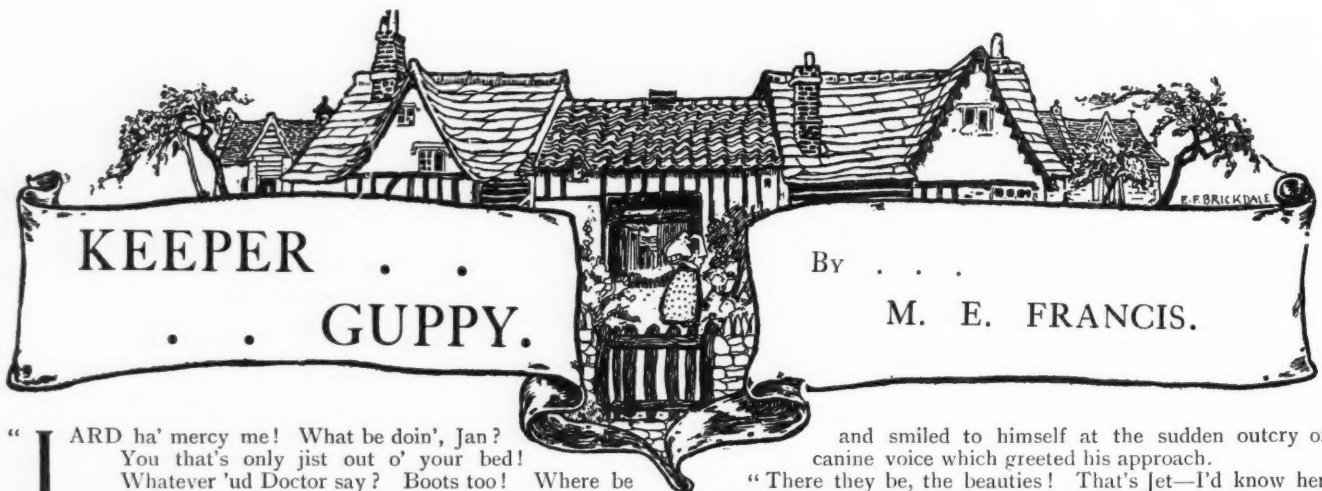 KEEPER . .
. . GUPPY.
BY . . .
M. E. FRANCIS.
E. F. BRICKDALE
“LARD ha' mercy me! What be doin', Jan?
You that's only jist out o' your bed!
Whatever 'ud Doctor say? Boots too! Where be
and smiled to himself at the sudden outcry of
canine voice which greeted his approach.
“There they be, the beauties! That's Jet—I'd know her